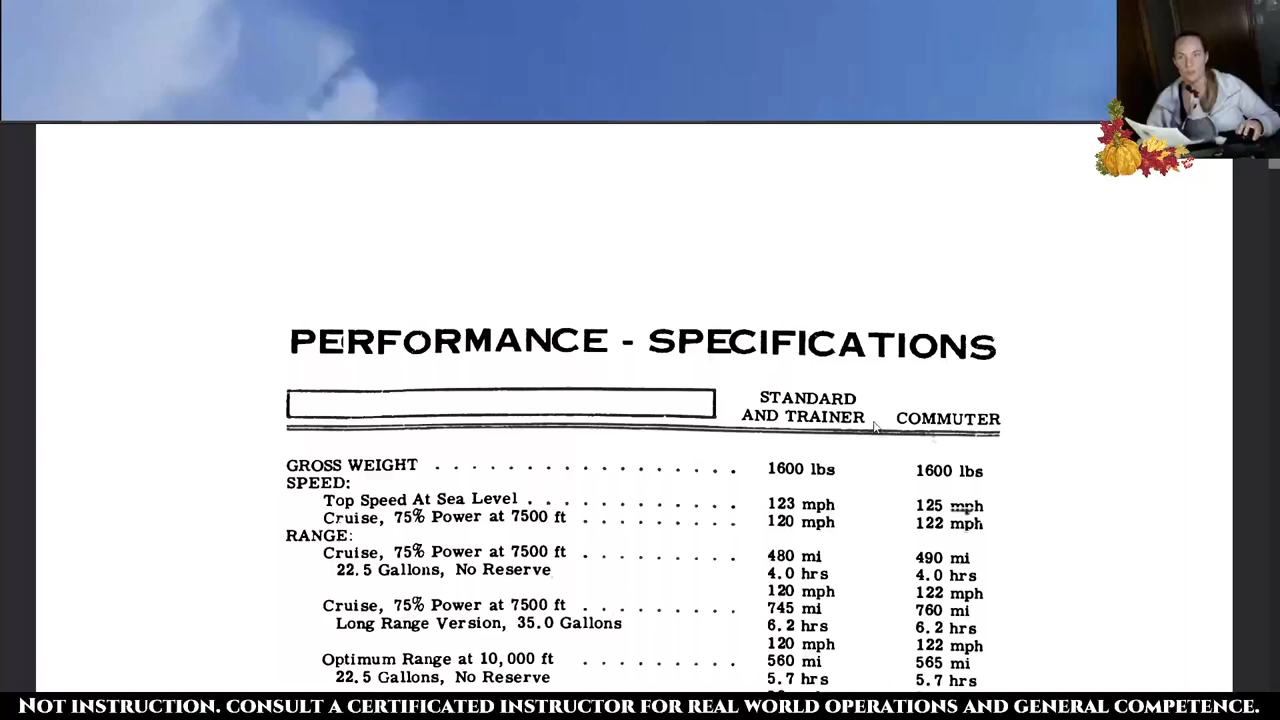 PERFORMANCE - SPECIFICATIONS
STANDARD
AND TRAINER COMMUTER
GROSS WEIGHT . . . . . . . . . . . . . . . . . 1600 lbs 1600 lbs
SPEED:
Top Speed At Sea Level . . . . . . . . . . . . 123 mph 125 mph
Cruise, 75% Power at 7500 ft . . . . . . . . . 120 mph 122 mph
RANGE:
Cruise, 75% Power at 7500 ft . . . . . . . . . 480 mi 490 mi
22.5 Gallons, No Reserve 4.0 hrs 4.0 hrs
120 mph 122 mph
Cruise, 75% Power at 7500 ft . . . . . . . . . 745 mi 760 mi
Long Range Version, 35.0 Gallons 6.2 hrs 6.2 hrs
120 mph 122 mph
Optimum Range at 10,000 ft . . . . . . . . . 560 mi 565 mi
22.5 Gallons, No Reserve 5.7 hrs 5.7 hrs
NOT INSTRUCTION. CONSULT A CERTIFICATED INSTRUCTOR FOR REAL WORLD OPERATIONS AND GENERAL COMPETENCE.